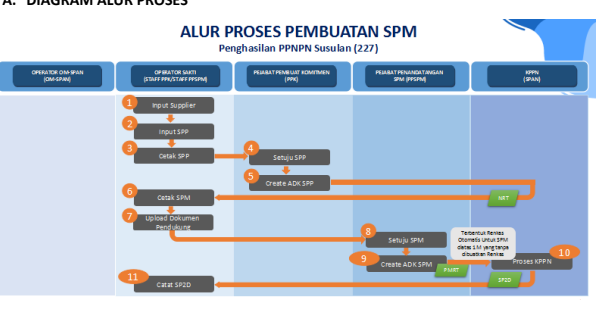 A. DIAGRAM ALUR PROSES
ALUR PROSES PEMBUATAN SPM
Penghasilan PPNPN Susulan (227)
OPERATOR OM-SPAN
(OM-SPAN)
OPERATOR SAKTI
(STAFF PPK/STAFF PPSPM)
PEJABAT PEMBUAT KOMITMEN
(PPK)
PEJABAT PENANDATANGAN
SPM (PPSPM)
KPPN
(SPAN)
1 Input Supplier
2 Input SPP
3 Cetak SPP
4 Setuju SPP
5 Create ADK SPP
6 Cetak SPM
NRT
7 Upload Dokumen
Pendukung
8 Setuju SPM
Terbentuk Renkas
Otomatis Untuk SPM
diatas 1 M yang tanpa
dibuatkan Renkas
9 Create ADK SPM
PMRT
10 Proses KPPN
11 Catat SP2D
SP2D